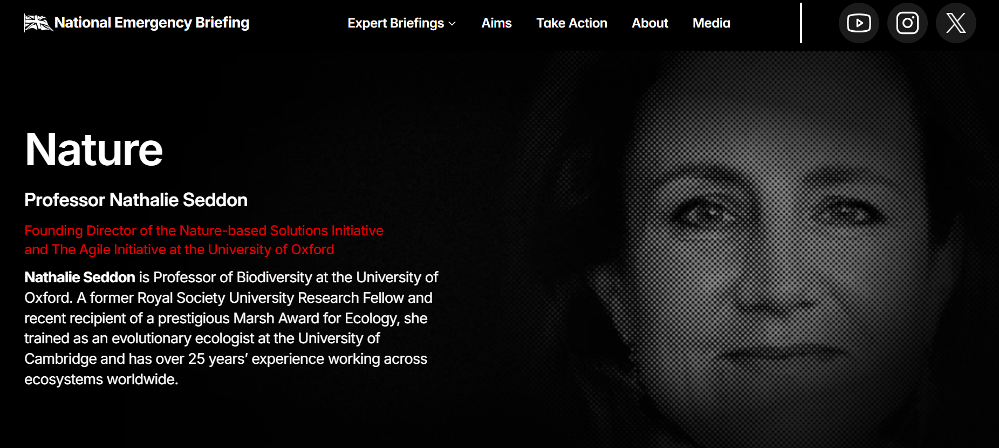 National Emergency Briefing
Expert Briefings
Aims
Take Action
About
Media
Nature
Professor Nathalie Seddon
Founding Director of the Nature-based Solutions Initiative
and The Agile Initiative at the University of Oxford
Nathalie Seddon is Professor of Biodiversity at the University of
Oxford. A former Royal Society University Research Fellow and
recent recipient of a prestigious Marsh Award for Ecology, she
trained as an evolutionary ecologist at the University of
Cambridge and has over 25 years’ experience working across
ecosystems worldwide.